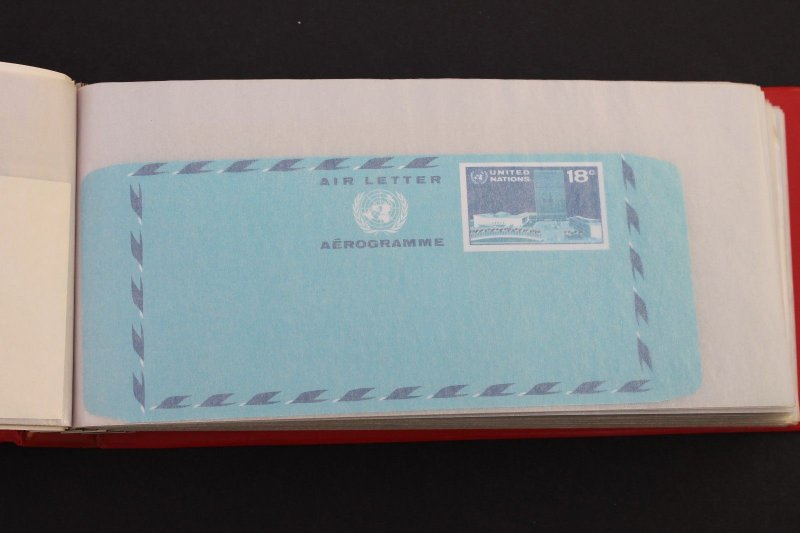 AIR LETTER
AÉROGRAMME
UNITED
NATIONS
18c